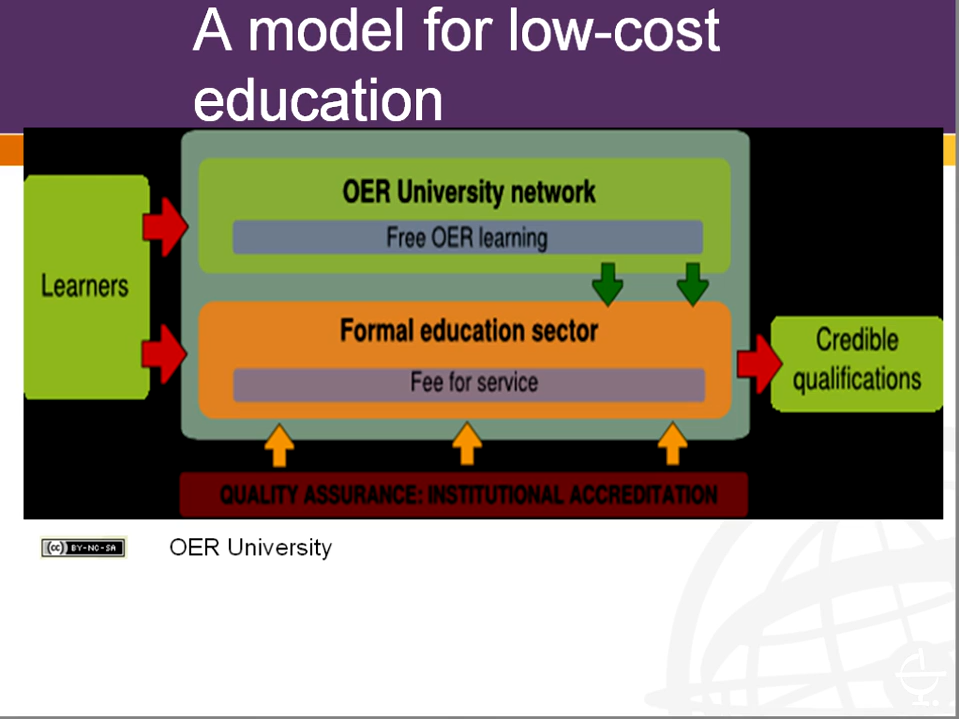 A model for low-cost
education
OER University network
Free OER learning
Learners
Formal education sector
Fee for service
Credible
qualifications
QUALITY ASSURANCE: INSTITUTIONAL ACCREDITATION
(cc) BY-NC-SA
OER University